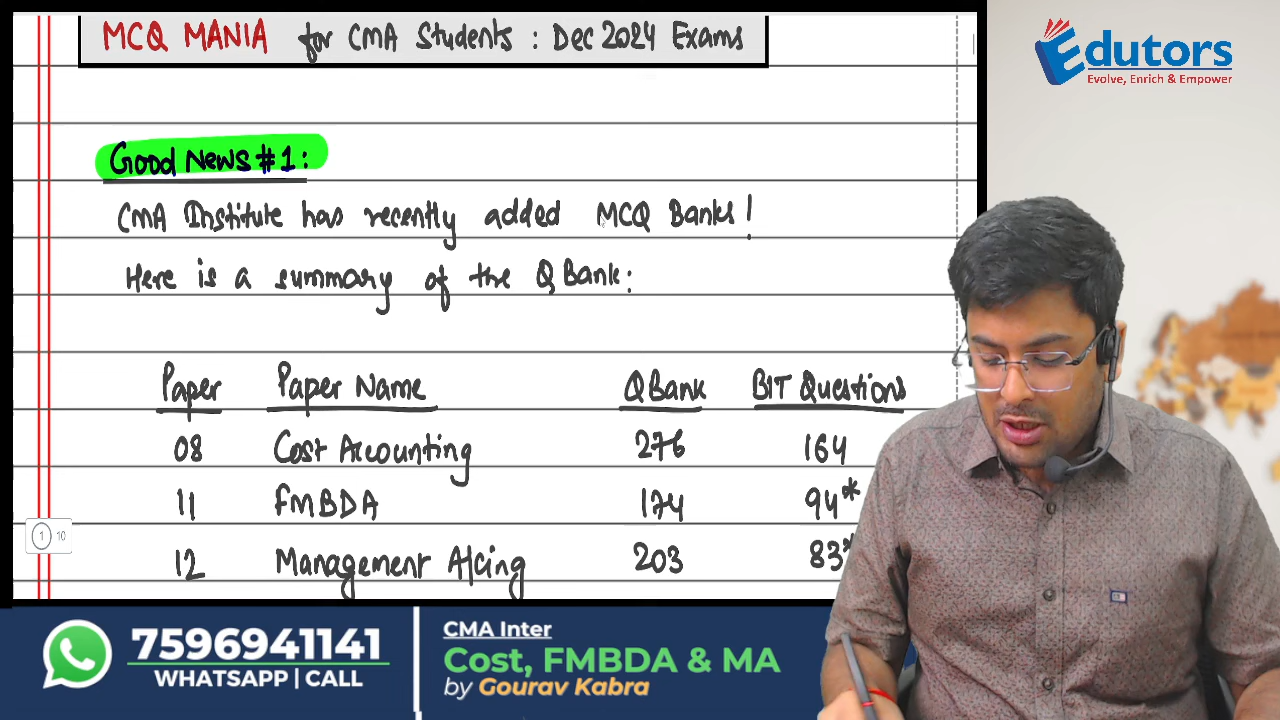 MCQ MANIA for CMA Students : Dec 2024 Exams
Edutors
Evolve, Enrich & Empower
Good News #1:
CMA Institute has recently added MCQ Banks!
Here is a summary of the Q Bank:
Paper Paper Name Q Bank BIT Questions
08 Cost Accounting 276 164
11 FMBDA 174 94*
12 Management A/cing 203 83*
1 10
7596941141
WHATSAPP | CALL
CMA Inter
Cost, FMBDA & MA
by Gourav Kabra